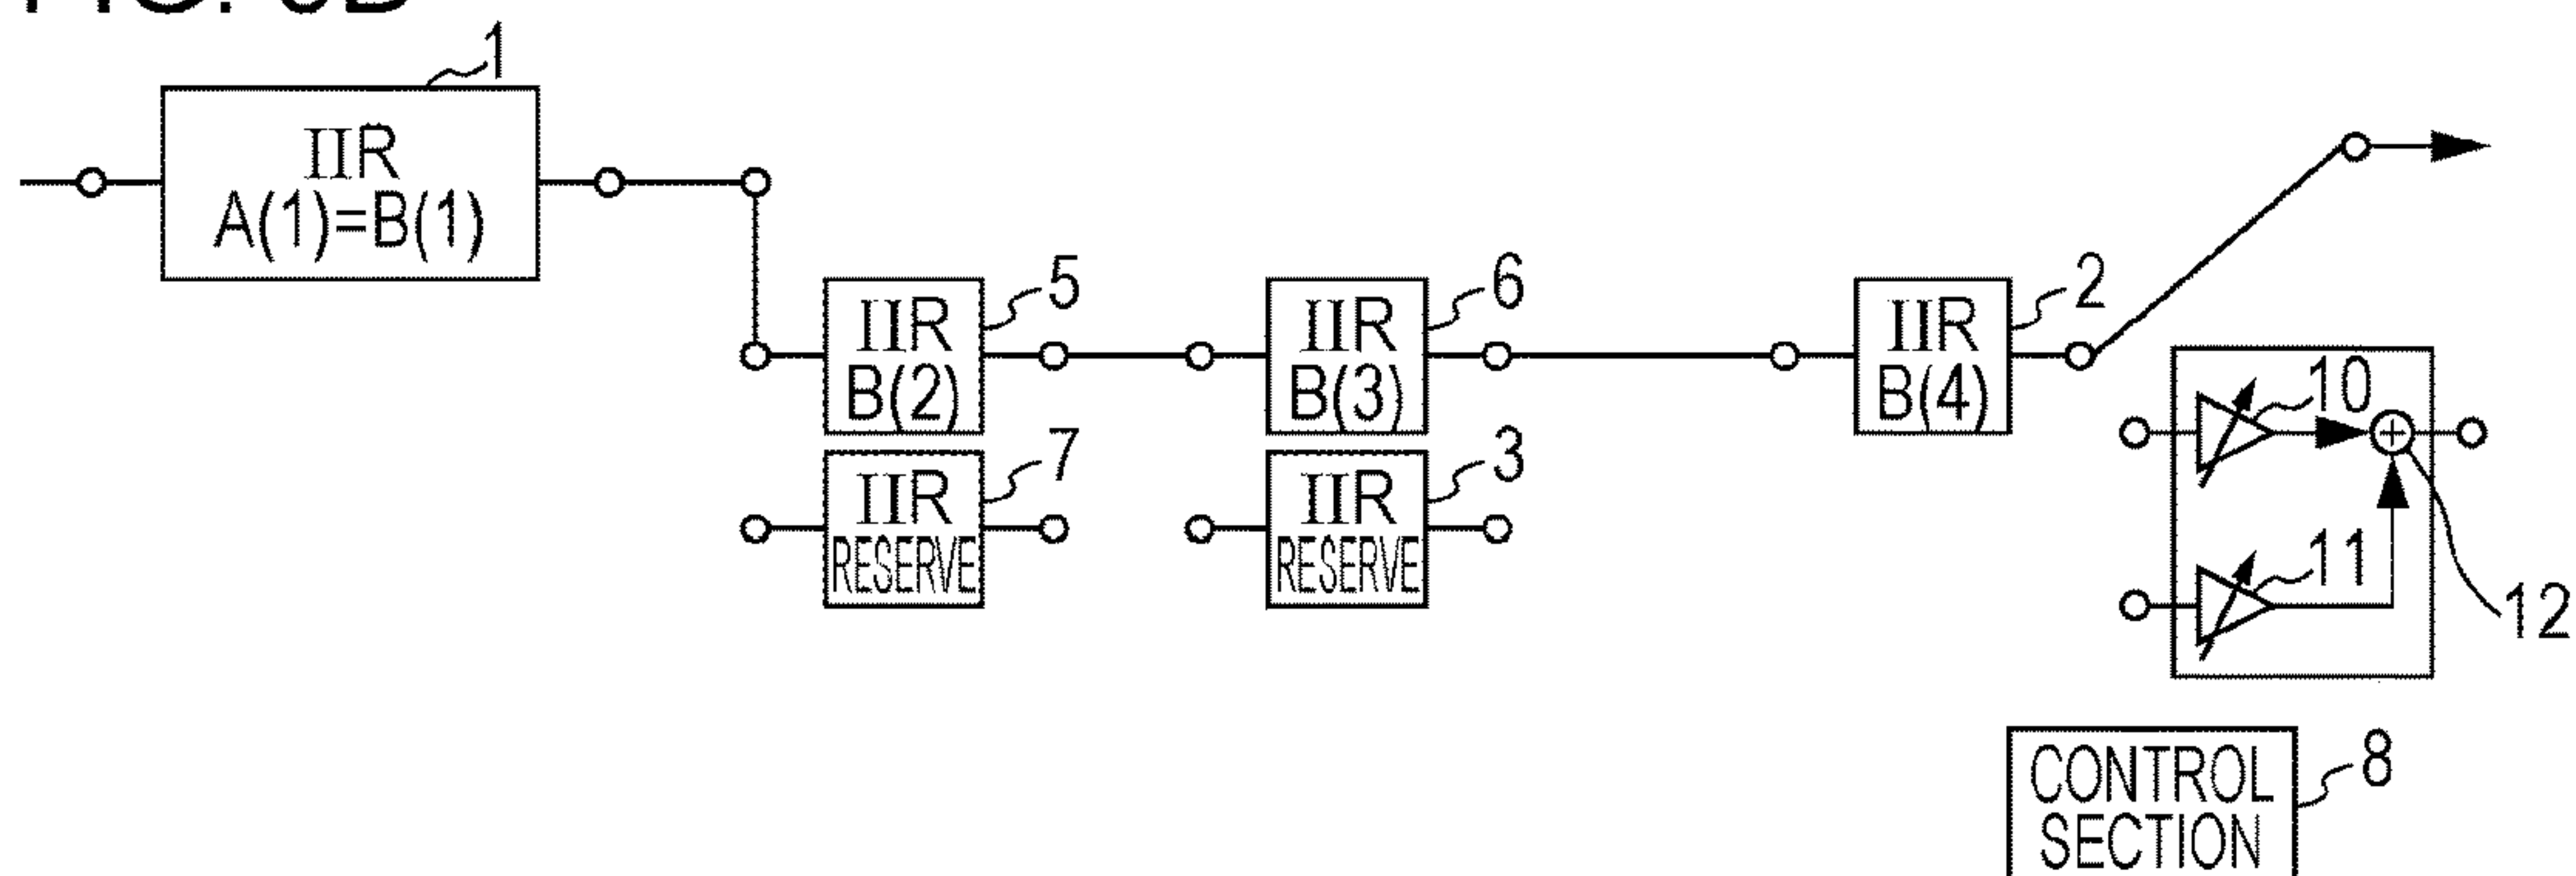 1
IIR
A(1)=B(1)
5
IIR
B(2)
6
IIR
B(3)
2
IIR
B(4)
7
IIR
RESERVE
3
IIR
RESERVE
10
11
12
8
CONTROL
SECTION